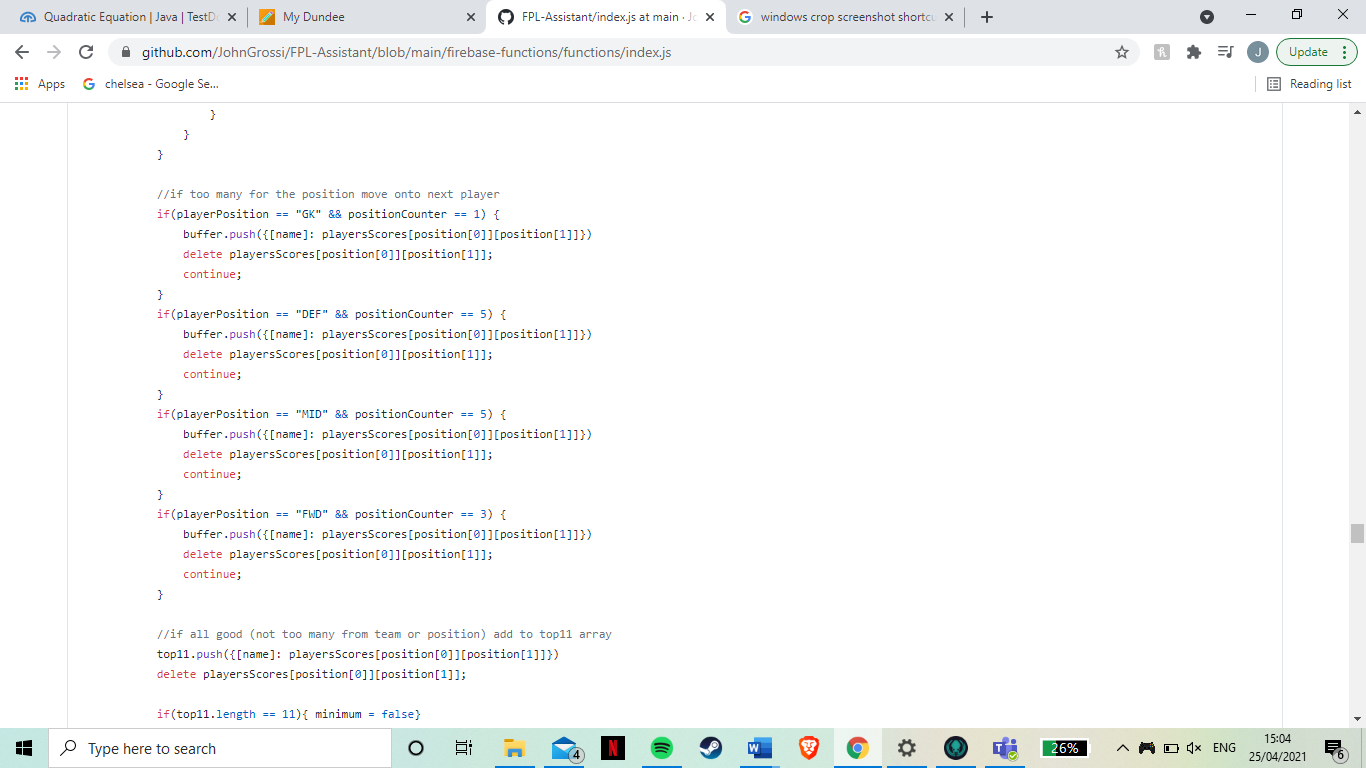 Quadratic Equation | Java | TestD
My Dundee
FPL-Assistant/index.js at main · Jo
windows crop screenshot shortcu
github.com/JohnGrossi/FPL-Assistant/blob/main/firebase-functions/functions/index.js
J
Update
Apps
chelsea - Google Se...
Reading list
}
}
}
//if too many for the position move onto next player
if(playerPosition == "GK" && positionCounter == 1) {
buffer.push({[name]: playersScores[position[0]][position[1]]})
delete playersScores[position[0]][position[1]];
continue;
}
if(playerPosition == "DEF" && positionCounter == 5) {
buffer.push({[name]: playersScores[position[0]][position[1]]})
delete playersScores[position[0]][position[1]];
continue;
}
if(playerPosition == "MID" && positionCounter == 5) {
buffer.push({[name]: playersScores[position[0]][position[1]]})
delete playersScores[position[0]][position[1]];
continue;
}
if(playerPosition == "FWD" && positionCounter == 3) {
buffer.push({[name]: playersScores[position[0]][position[1]]})
delete playersScores[position[0]][position[1]];
continue;
}
//if all good (not too many from team or position) add to top11 array
top11.push({[name]: playersScores[position[0]][position[1]]})
delete playersScores[position[0]][position[1]];
if(top11.length == 11){ minimum = false}
Type here to search
4
N
W
26%
ENG
15:04
25/04/2021
6